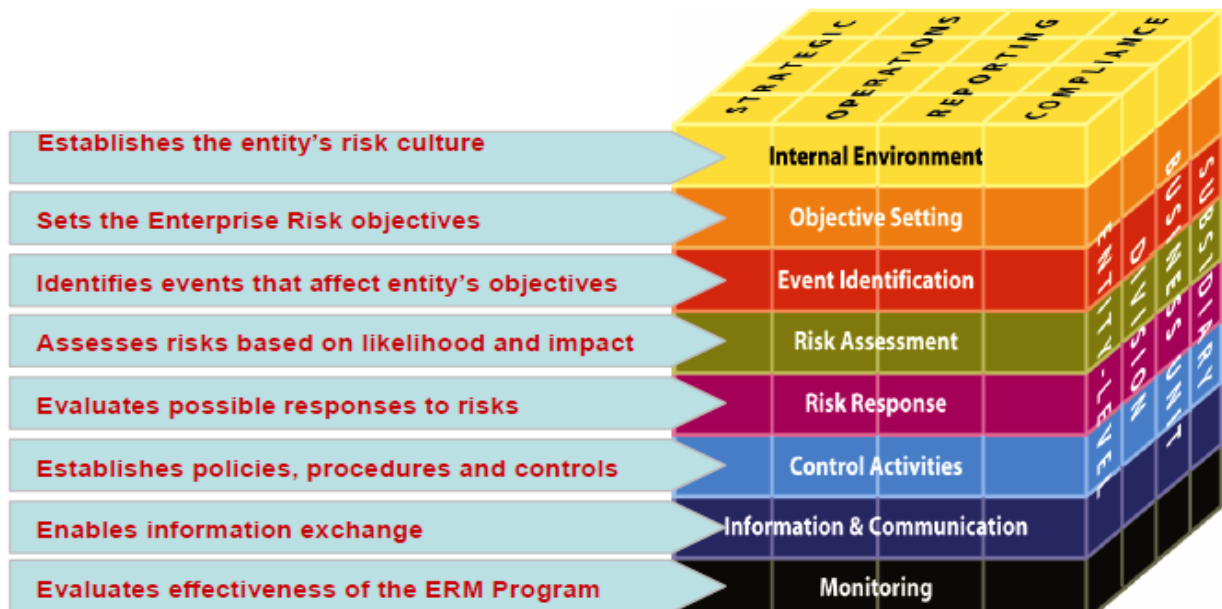 STRATEGIC
OPERATIONS
REPORTING
COMPLIANCE
Establishes the entity's risk culture
Internal Environment
Sets the Enterprise Risk objectives
Objective Setting
Identifies events that affect entity's objectives
Event Identification
Assesses risks based on likelihood and impact
Risk Assessment
Evaluates possible responses to risks
Risk Response
Establishes policies, procedures and controls
Control Activities
Enables information exchange
Information & Communication
Evaluates effectiveness of the ERM Program
Monitoring
ENTITY-LEVEL
DIVISION
BUSINESS UNIT
SUBSIDIARY